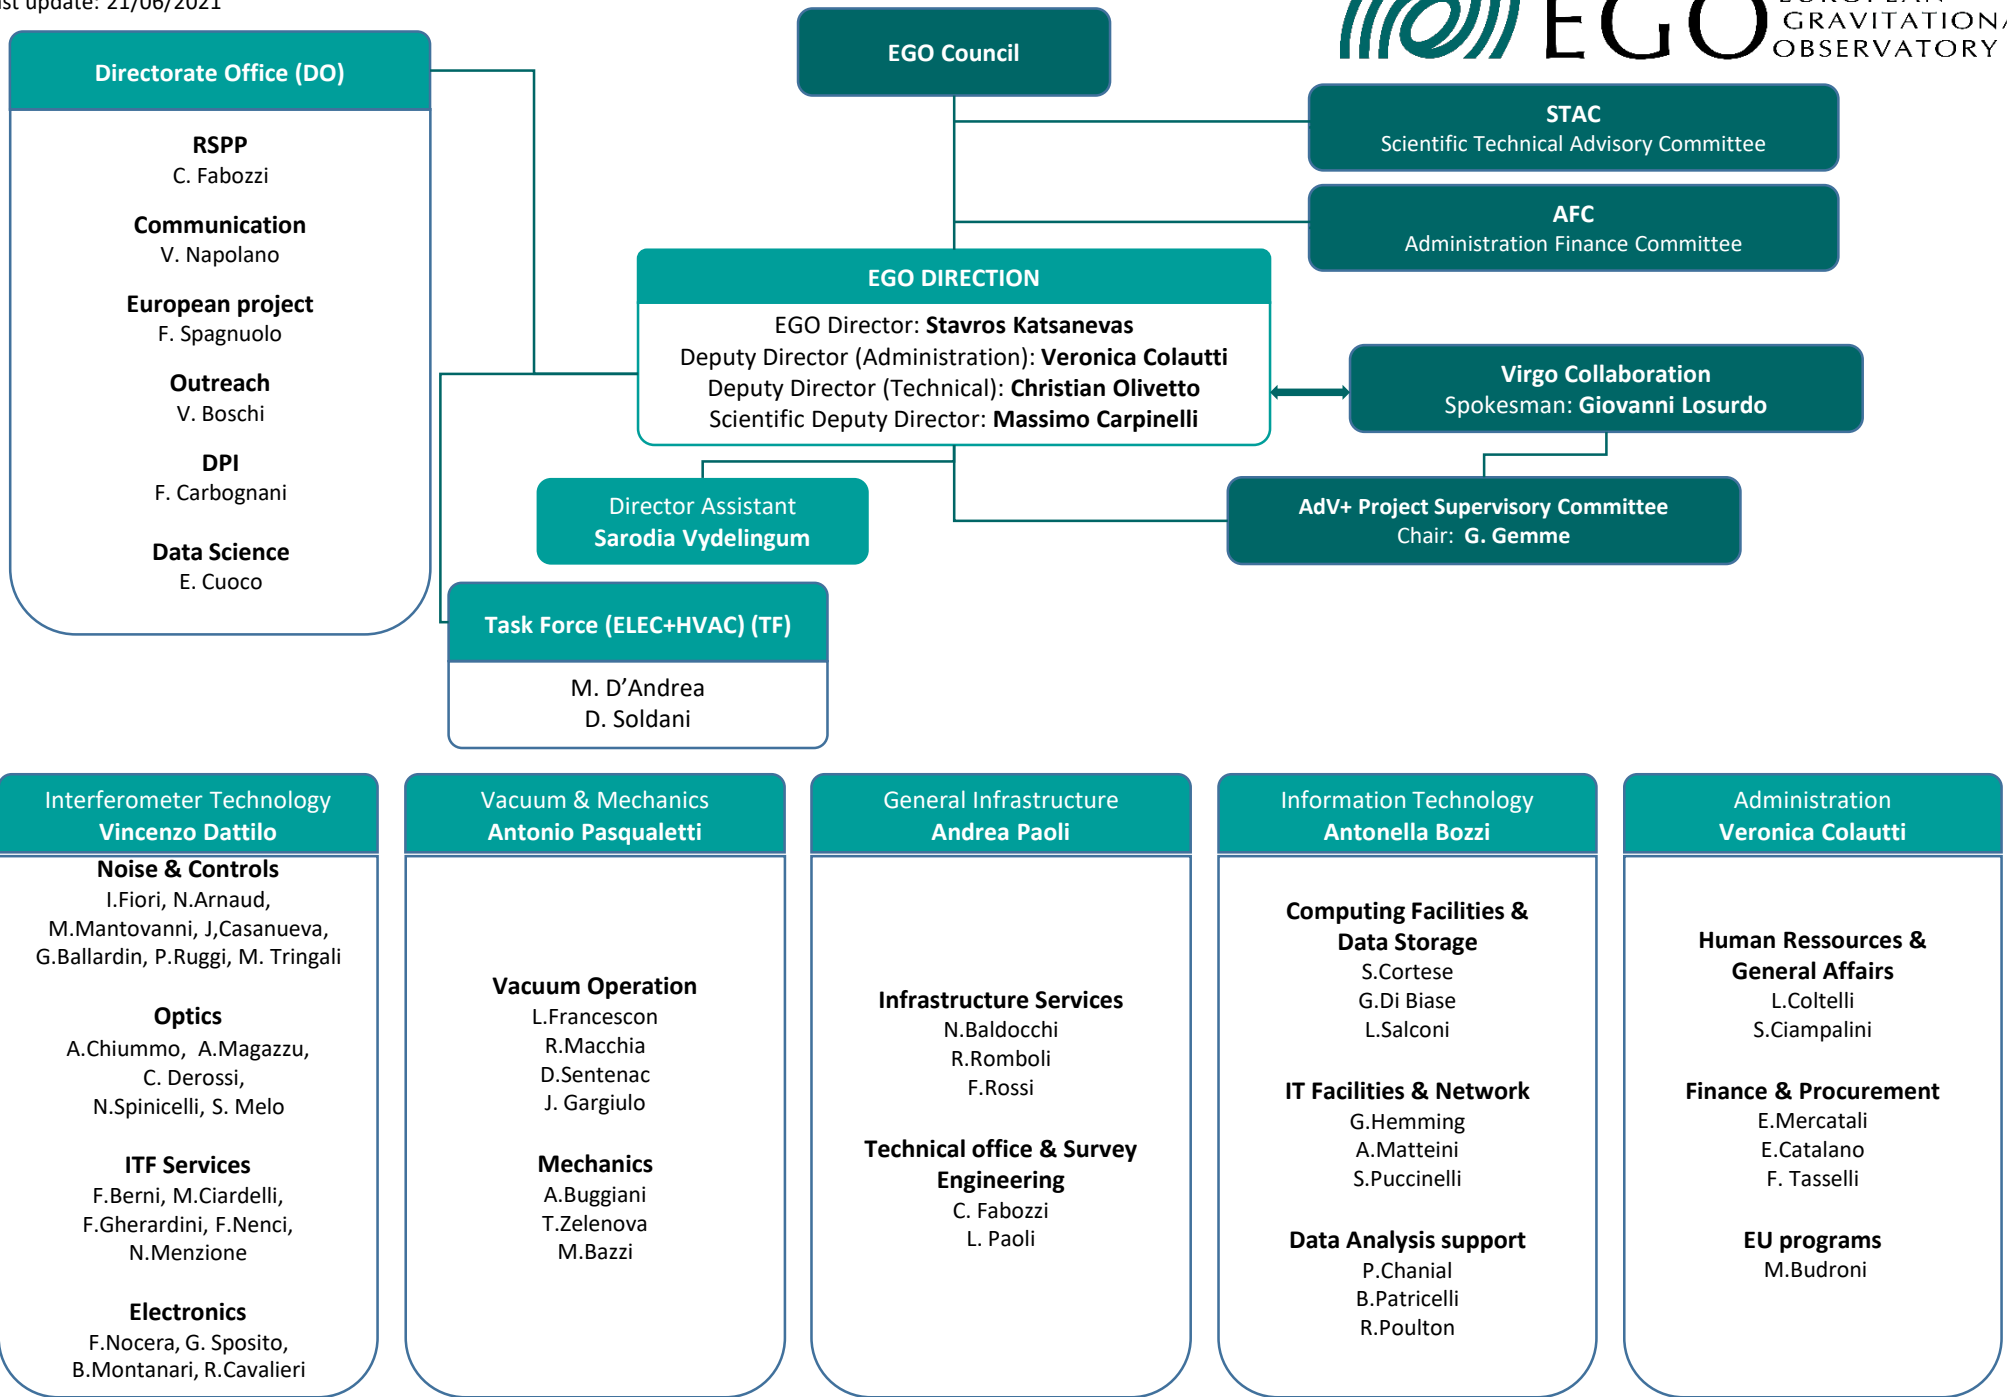 update: 21/06/2021
EGO
GRAVITATIONA
OBSERVATORY
EGO Council
STAC
Scientific Technical Advisory Committee
AFC
Administration Finance Committee
Directorate Office (DO)
RSPP
C. Fabozzi
Communication
V. Napolano
European project
F. Spagnuolo
Outreach
V. Boschi
DPI
F. Carbognani
Data Science
E. Cuoco
EGO DIRECTION
EGO Director: Stavros Katsanevas
Deputy Director (Administration): Veronica Colautti
Deputy Director (Technical): Christian Olivetto
Scientific Deputy Director: Massimo Carpinelli
Virgo Collaboration
Spokesman: Giovanni Losurdo
Director Assistant
Sarodia Vydelingum
AdV+ Project Supervisory Committee
Chair: G. Gemme
Task Force (ELEC+HVAC) (TF)
M. D’Andrea
D. Soldani
Interferometer Technology
Vincenzo Dattilo
Noise & Controls
I.Fiori, N.Arnaud,
M.Mantovanni, J,Casanueva,
G.Ballardin, P.Ruggi, M. Tringali
Optics
A.Chiummo, A.Magazzu,
C. Derossi,
N.Spinicelli, S. Melo
ITF Services
F.Berni, M.Ciardelli,
F.Gherardini, F.Nenci,
N.Menzione
Electronics
F.Nocera, G. Sposito,
B.Montanari, R.Cavalieri
Vacuum & Mechanics
Antonio Pasqualetti
Vacuum Operation
L.Francescon
R.Macchia
D.Sentenac
J. Gargiulo
Mechanics
A.Buggiani
T.Zelenova
M.Bazzi
General Infrastructure
Andrea Paoli
Infrastructure Services
N.Baldocchi
R.Romboli
F.Rossi
Technical office & Survey
Engineering
C. Fabozzi
L. Paoli
Information Technology
Antonella Bozzi
Computing Facilities &
Data Storage
S.Cortese
G.Di Biase
L.Salconi
IT Facilities & Network
G.Hemming
A.Matteini
S.Puccinelli
Data Analysis support
P.Chanial
B.Patricelli
R.Poulton
Administration
Veronica Colautti
Human Ressources &
General Affairs
L.Coltelli
S.Ciampalini
Finance & Procurement
E.Mercatali
E.Catalano
F. Tasselli
EU programs
M.Budroni